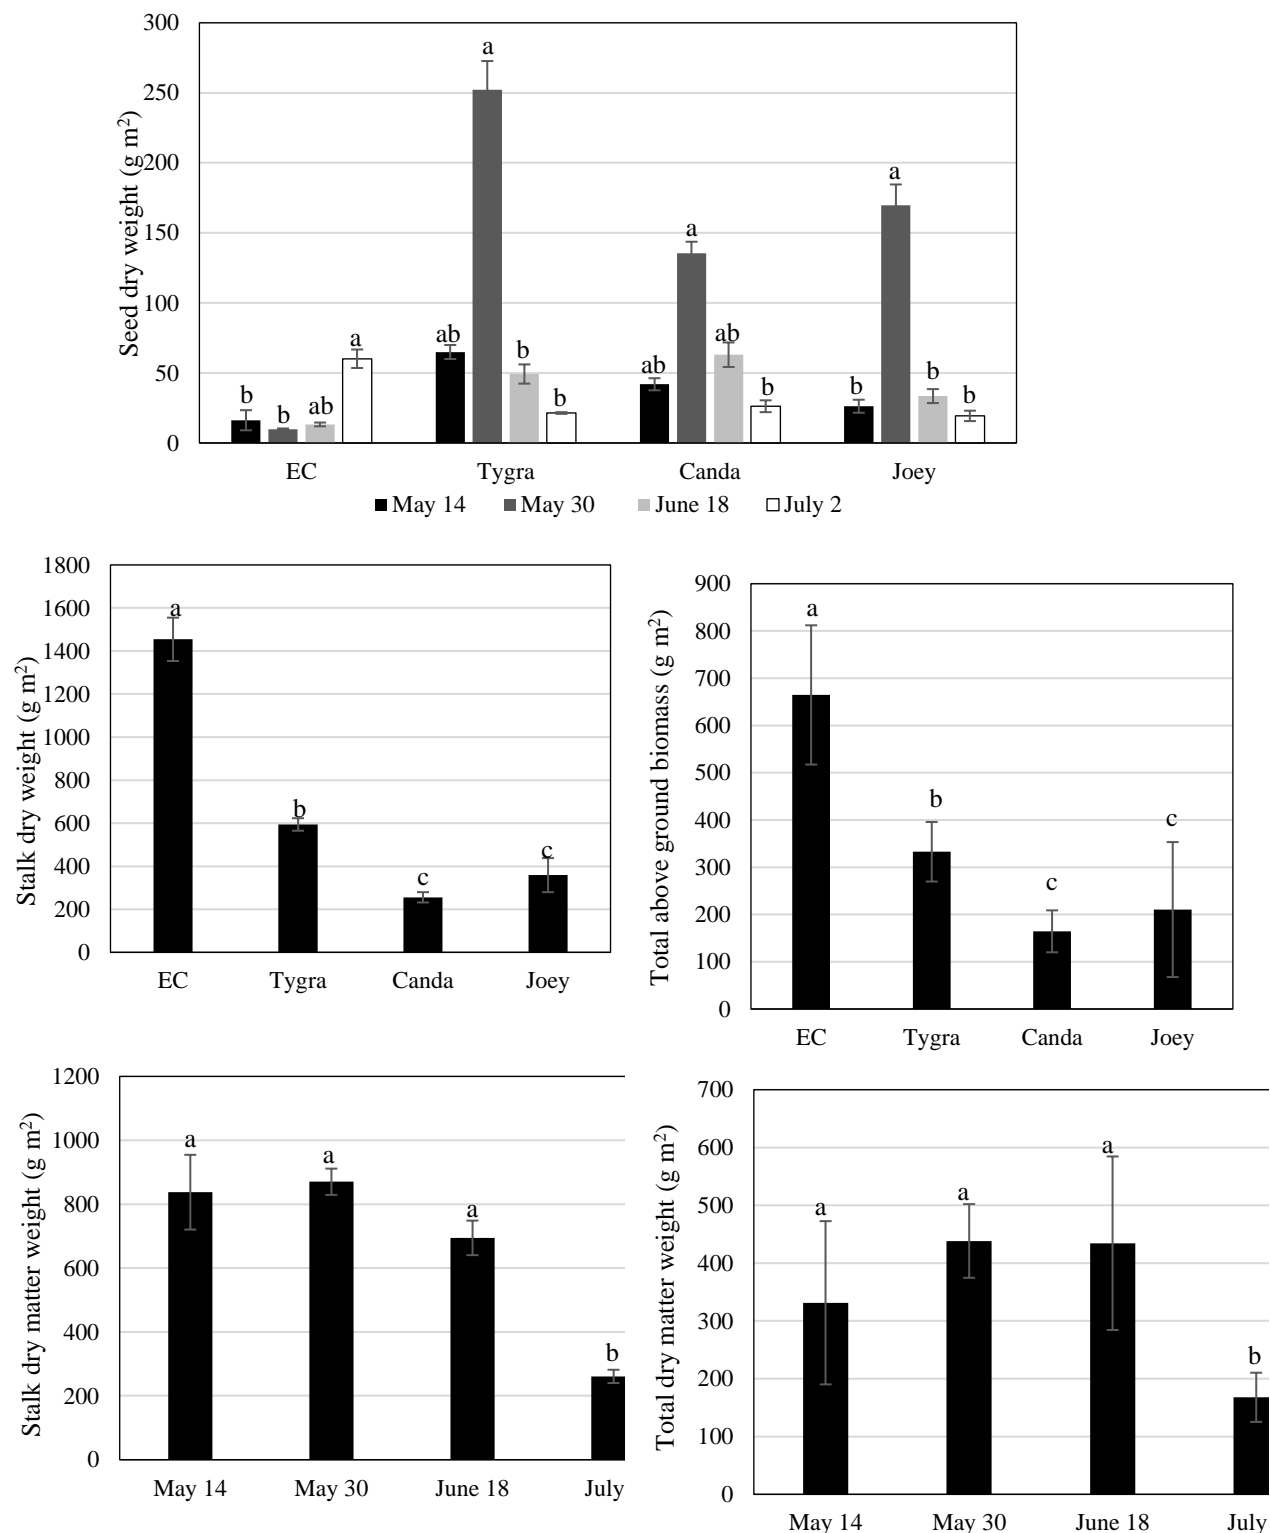 300
250
200
150
100
50
0
Seed dry weight (g m²)
b b ab a
ab a b b
ab a ab b
b a b b
EC Tygra Canda Joey
May 14 May 30 June 18 July 2
1800
1600
1400
1200
1000
800
600
400
200
0
Stalk dry weight (g m²)
a b c c
EC Tygra Canda Joey
900
800
700
600
500
400
300
200
100
0
Total above ground biomass (g m²)
a b c c
EC Tygra Canda Joey
1200
1000
800
600
400
200
0
Stalk dry matter weight (g m²)
a a a b
May 14 May 30 June 18 July
700
600
500
400
300
200
100
0
Total dry matter weight (g m²)
a a a b
May 14 May 30 June 18 July